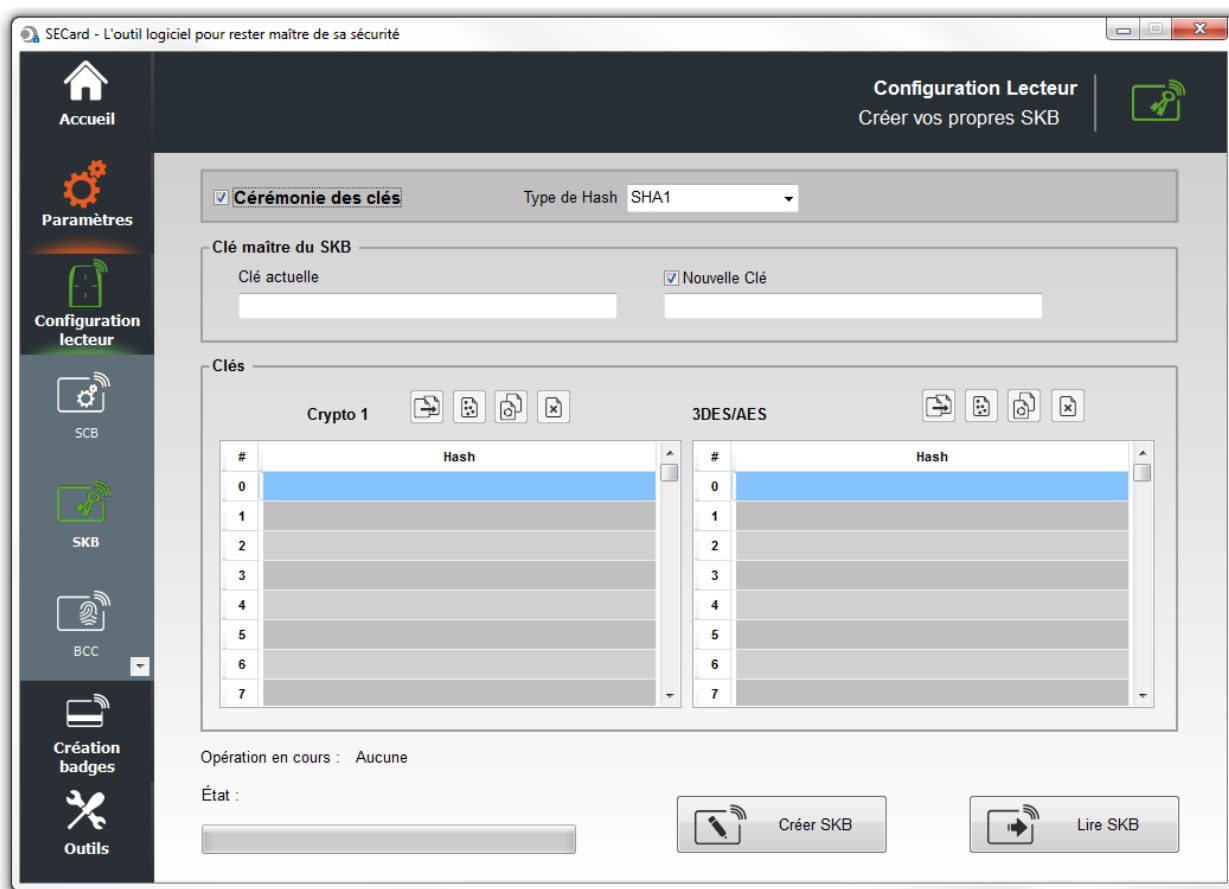 SECard - L'outil logiciel pour rester maître de sa sécurité
Accueil
Configuration Lecteur
Créer vos propres SKB
Paramètres
Configuration
lecteur
SCB
SKB
BCC
Création
badges
Outils
Cérémonie des clés Type de Hash SHA1
Clé maître du SKB
Clé actuelle Nouvelle Clé
Clés
Crypto 1 3DES/AES
# Hash # Hash
0 0
1 1
2 2
3 3
4 4
5 5
6 6
7 7
Opération en cours : Aucune
État :
Créer SKB Lire SKB